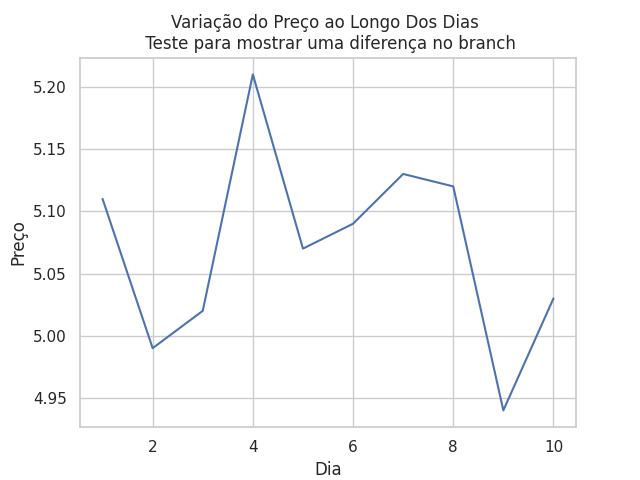 Variação do Preço ao Longo Dos Dias
Teste para mostrar uma diferença no branch
5.20
5.15
5.10
5.05
5.00
4.95
Preço
2 4 6 8 10
Dia